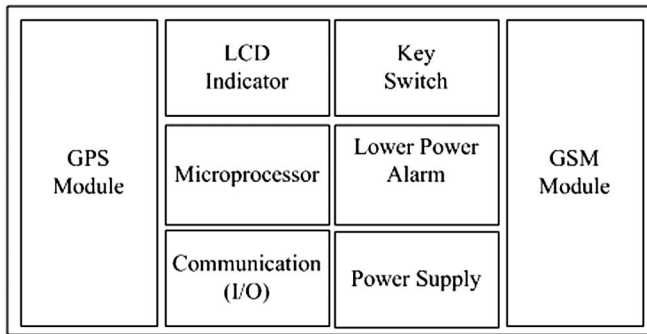 GPS
Module
LCD
Indicator
Key
Switch
Microprocessor
Lower Power
Alarm
Communication
(I/O)
Power Supply
GSM
Module